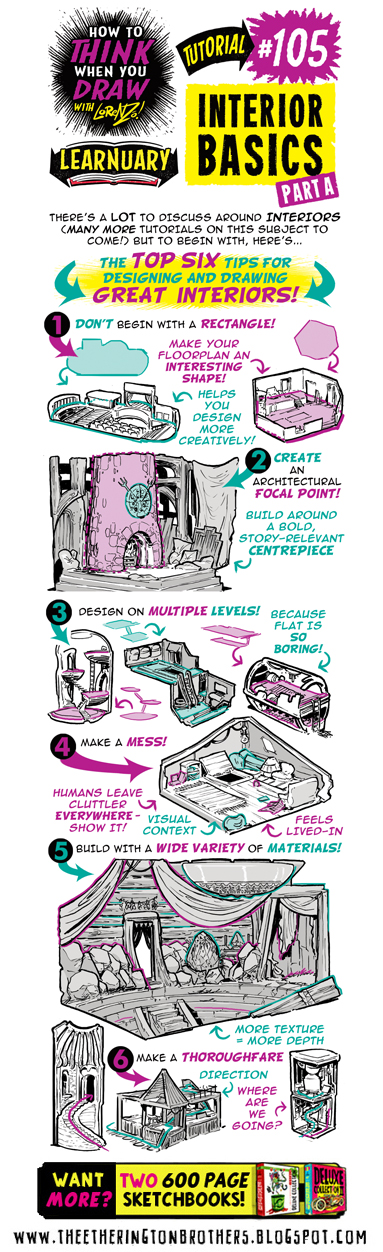 HOW TO
THINK
WHEN YOU
DRAW
WITH LORENZO!
LEARNUARY
TUTORIAL
#105
INTERIOR
BASICS
PART A
THERE'S A LOT TO DISCUSS AROUND INTERIORS
(MANY MORE TUTORIALS ON THIS SUBJECT TO
COME!) BUT TO BEGIN WITH, HERE'S...
THE TOP SIX TIPS FOR
DESIGNING AND DRAWING
GREAT INTERIORS!
1 DON'T BEGIN WITH A RECTANGLE!
MAKE YOUR
FLOORPLAN AN
INTERESTING
SHAPE!
HELPS
YOU
DESIGN
MORE
CREATIVELY!
2 CREATE
AN
ARCHITECTURAL
FOCAL POINT!
BUILD AROUND
A BOLD,
STORY-RELEVANT
CENTREPIECE
3 DESIGN ON MULTIPLE LEVELS!
BECAUSE
FLAT IS
SO
BORING!
4 MAKE A MESS!
HUMANS LEAVE
CLUTTLER
EVERYWHERE-
SHOW IT!
VISUAL
CONTEXT
FEELS
LIVED-IN
5 BUILD WITH A WIDE VARIETY OF MATERIALS!
MORE TEXTURE
= MORE DEPTH
6 MAKE A THOROUGHFARE
DIRECTION
WHERE
ARE
WE
GOING?
WANT
MORE?
TWO 600 PAGE
SKETCHBOOKS!
DELUXE
WWW.THEETHERINGTONBROTHERS.BLOGSPOT.COM